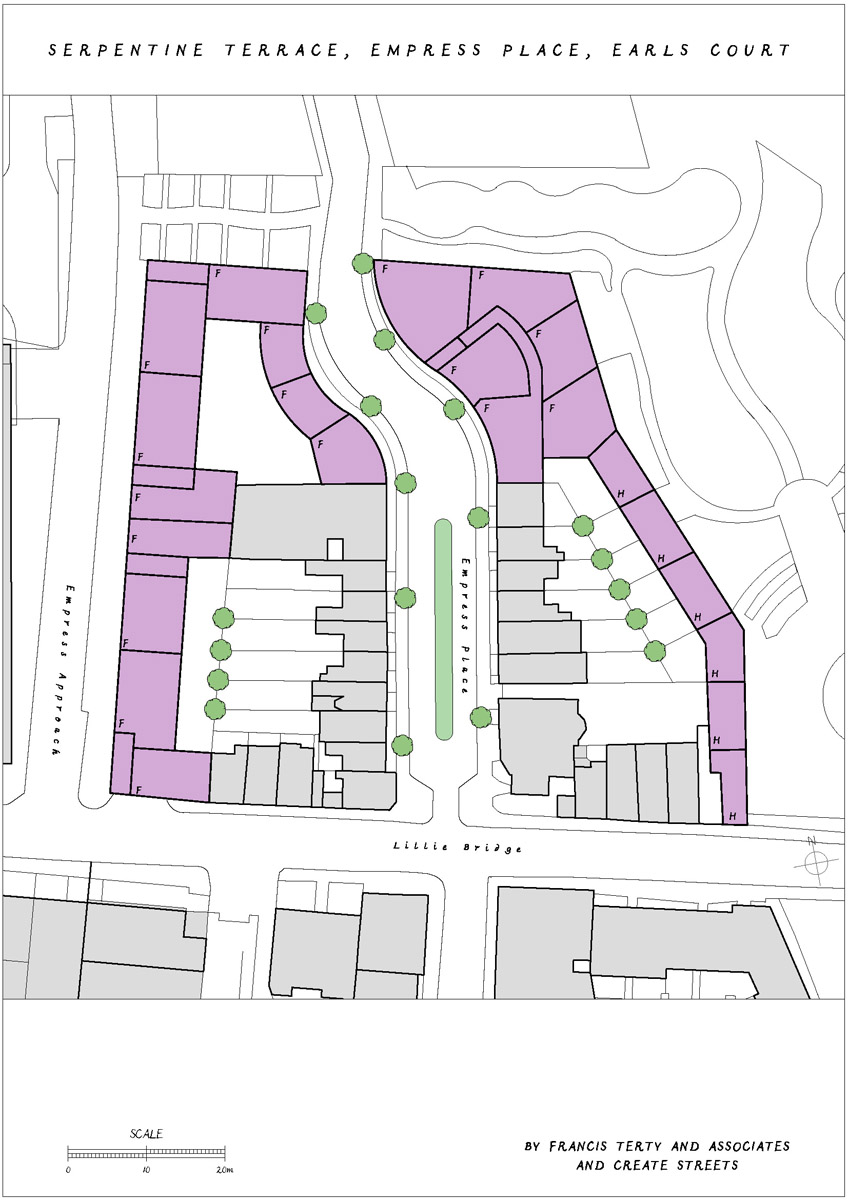 SERPENTINE TERRACE, EMPRESS PLACE, EARLS COURT
F
F
F
F
F
F
F
F
F
F
F
F
F
H
F
H
F
H
Empress Place
Empress Approach
H
F
H
F
H
Lillie Bridge
N
SCALE
0 10 20m
BY FRANCIS TERTY AND ASSOCIATES
AND CREATE STREETS